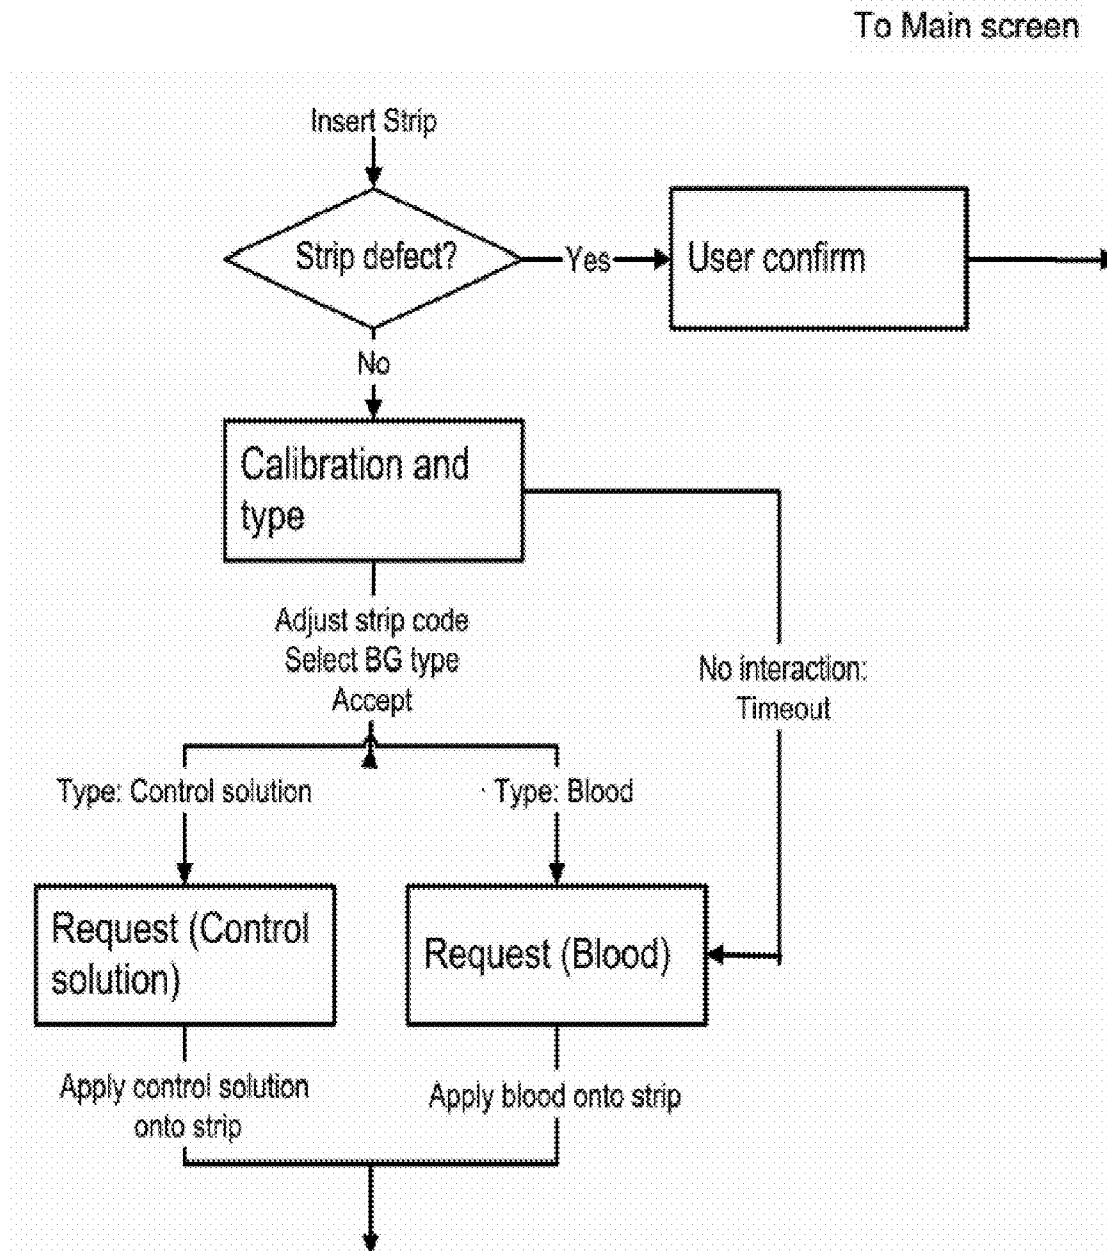 To Main screen
Insert Strip
Strip defect?
Yes
User confirm
No
Calibration and
type
Adjust strip code
Select BG type
Accept
No interaction:
Timeout
Type: Control solution
Type: Blood
Request (Control
solution)
Request (Blood)
Apply control solution
onto strip
Apply blood onto strip